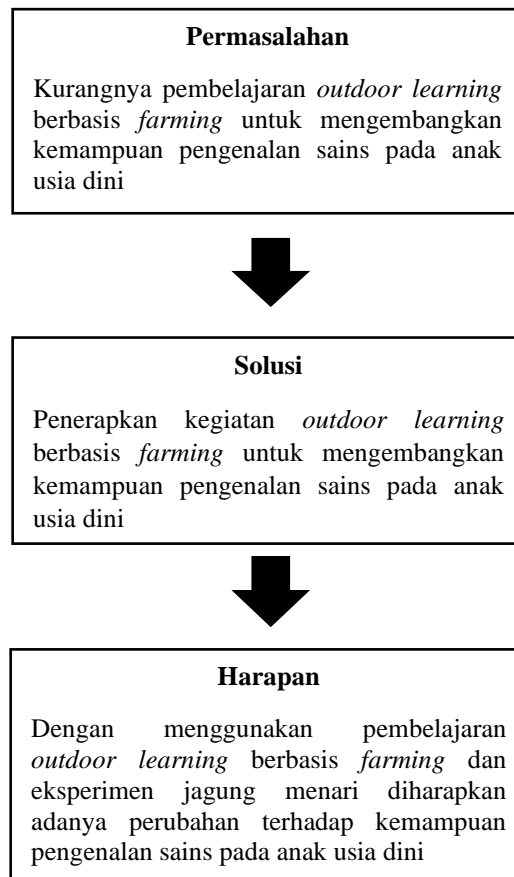 Permasalahan
Kurangnya pembelajaran outdoor learning
berbasis farming untuk mengembangkan
kemampuan pengenalan sains pada anak
usia dini
Solusi
Penerapkan kegiatan outdoor learning
berbasis farming untuk mengembangkan
kemampuan pengenalan sains pada anak
usia dini
Harapan
Dengan menggunakan pembelajaran
outdoor learning berbasis farming dan
eksperimen jagung menari diharapkan
adanya perubahan terhadap kemampuan
pengenalan sains pada anak usia dini